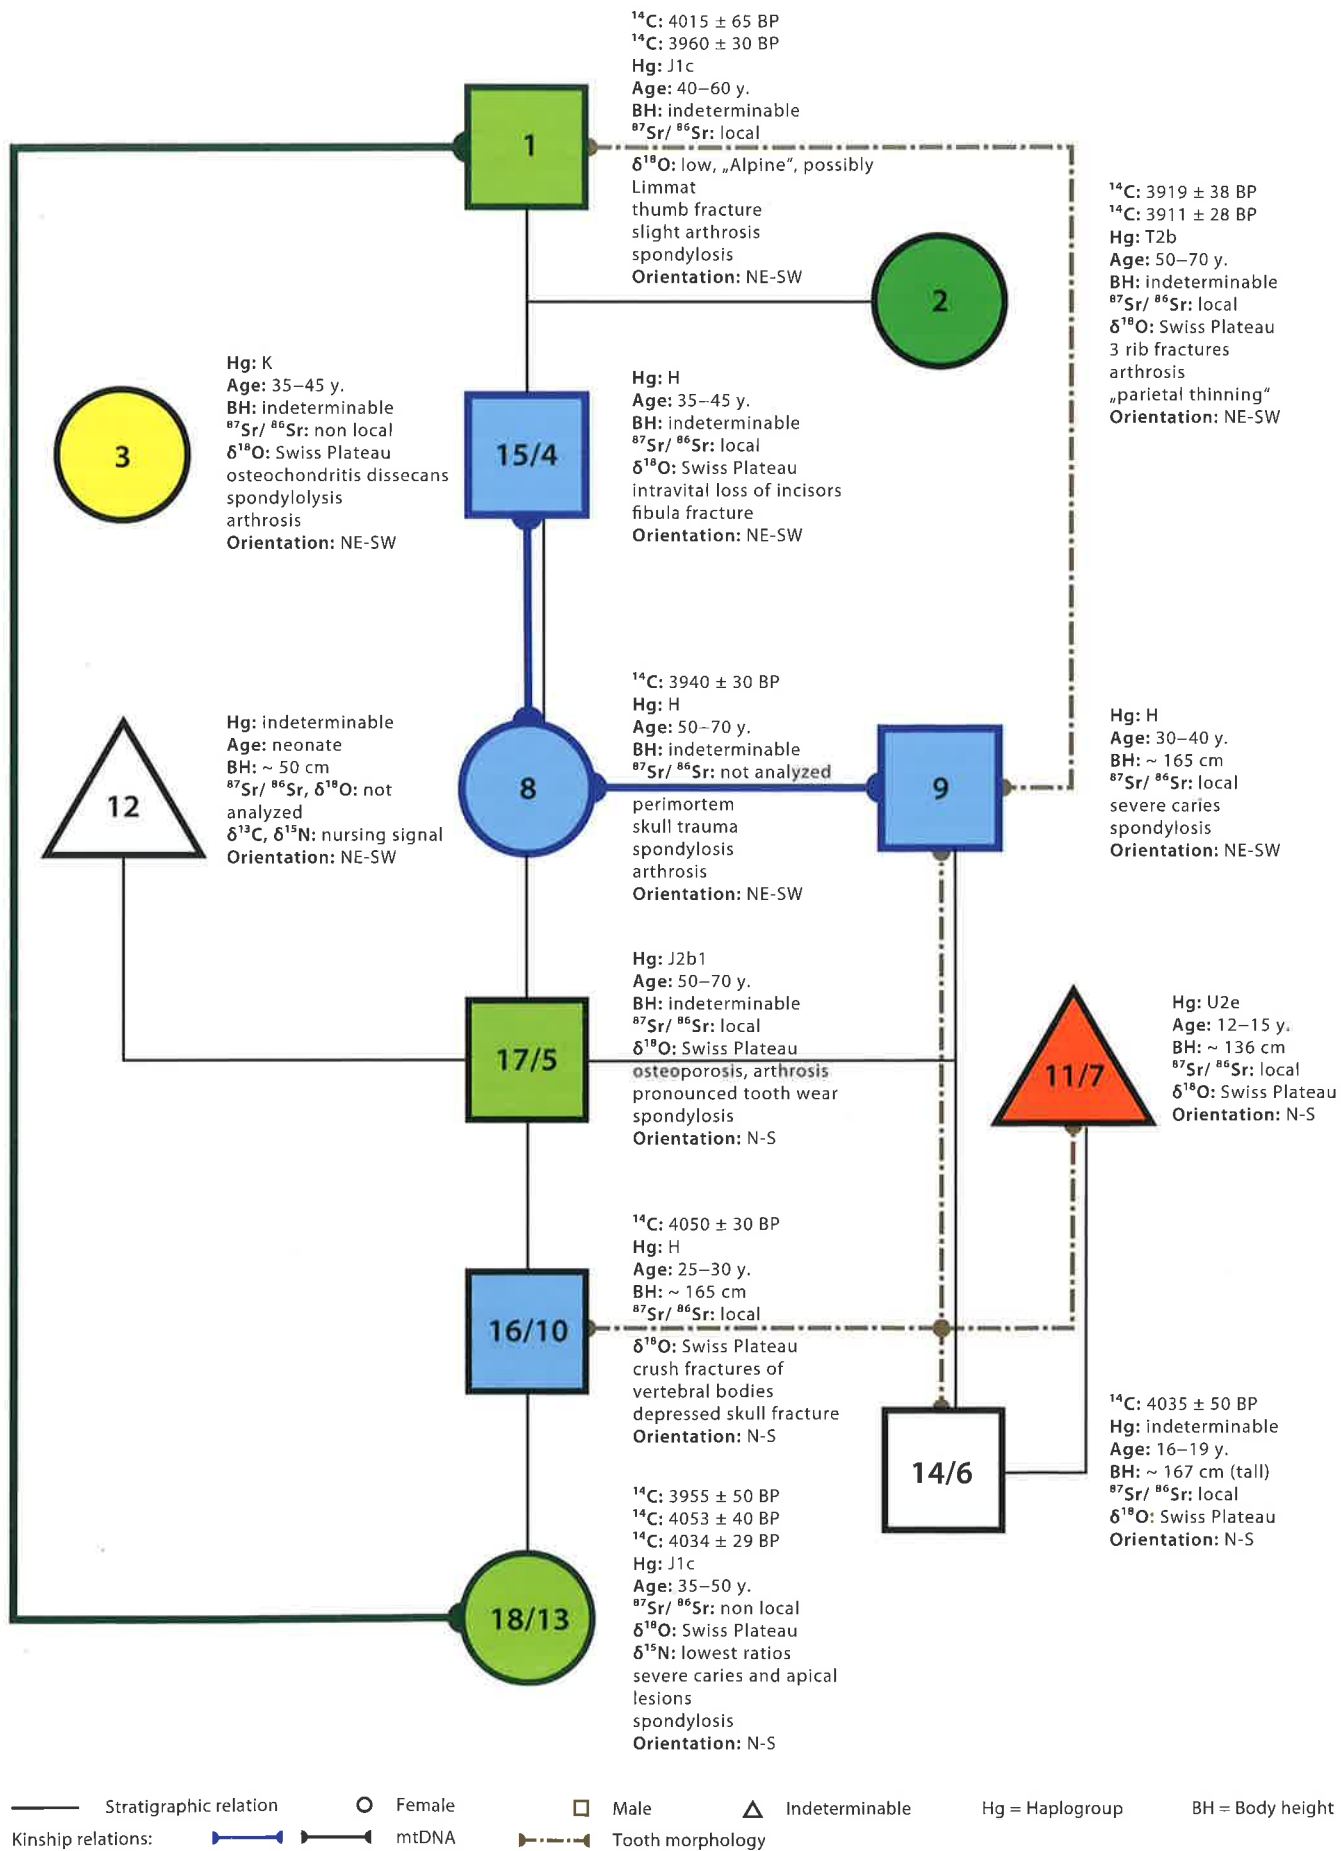 ¹⁴C: 4015 ± 65 BP
¹⁴C: 3960 ± 30 BP
Hg: J1c
Age: 40–60 y.
BH: indeterminable
⁸⁷Sr/ ⁸⁶Sr: local
δ¹⁸O: low, „Alpine", possibly
Limmat
thumb fracture
slight arthrosis
spondylosis
Orientation: NE-SW
1
¹⁴C: 3919 ± 38 BP
¹⁴C: 3911 ± 28 BP
Hg: T2b
Age: 50–70 y.
BH: indeterminable
⁸⁷Sr/ ⁸⁶Sr: local
δ¹⁸O: Swiss Plateau
3 rib fractures
arthrosis
„parietal thinning"
Orientation: NE-SW
2
Hg: K
Age: 35–45 y.
BH: indeterminable
⁸⁷Sr/ ⁸⁶Sr: non local
δ¹⁸O: Swiss Plateau
osteochondritis dissecans
spondylolysis
arthrosis
Orientation: NE-SW
3
Hg: H
Age: 35–45 y.
BH: indeterminable
⁸⁷Sr/ ⁸⁶Sr: local
δ¹⁸O: Swiss Plateau
intravital loss of incisors
fibula fracture
Orientation: NE-SW
15/4
Hg: indeterminable
Age: neonate
BH: ~ 50 cm
⁸⁷Sr/ ⁸⁶Sr, δ¹⁸O: not
analyzed
δ¹³C, δ¹⁵N: nursing signal
Orientation: NE-SW
12
¹⁴C: 3940 ± 30 BP
Hg: H
Age: 50–70 y.
BH: indeterminable
⁸⁷Sr/ ⁸⁶Sr: not analyzed
perimortem
skull trauma
spondylosis
arthrosis
Orientation: NE-SW
8
9
Hg: H
Age: 30–40 y.
BH: ~ 165 cm
⁸⁷Sr/ ⁸⁶Sr: local
severe caries
spondylosis
Orientation: NE-SW
Hg: J2b1
Age: 50–70 y.
BH: indeterminable
⁸⁷Sr/ ⁸⁶Sr: local
δ¹⁸O: Swiss Plateau
osteoporosis, arthrosis
pronounced tooth wear
spondylosis
Orientation: N-S
17/5
11/7
Hg: U2e
Age: 12–15 y.
BH: ~ 136 cm
⁸⁷Sr/ ⁸⁶Sr: local
δ¹⁸O: Swiss Plateau
Orientation: N-S
¹⁴C: 4050 ± 30 BP
Hg: H
Age: 25–30 y.
BH: ~ 165 cm
⁸⁷Sr/ ⁸⁶Sr: local
δ¹⁸O: Swiss Plateau
crush fractures of
vertebral bodies
depressed skull fracture
Orientation: N-S
16/10
14/6
¹⁴C: 4035 ± 50 BP
Hg: indeterminable
Age: 16–19 y.
BH: ~ 167 cm (tall)
⁸⁷Sr/ ⁸⁶Sr: local
δ¹⁸O: Swiss Plateau
Orientation: N-S
¹⁴C: 3955 ± 50 BP
¹⁴C: 4053 ± 40 BP
¹⁴C: 4034 ± 29 BP
Hg: J1c
Age: 35–50 y.
⁸⁷Sr/ ⁸⁶Sr: non local
δ¹⁸O: Swiss Plateau
δ¹⁵N: lowest ratios
severe caries and apical
lesions
spondylosis
Orientation: N-S
18/13
Stratigraphic relation Female Male Indeterminable Hg = Haplogroup BH = Body height
Kinship relations: mtDNA Tooth morphology